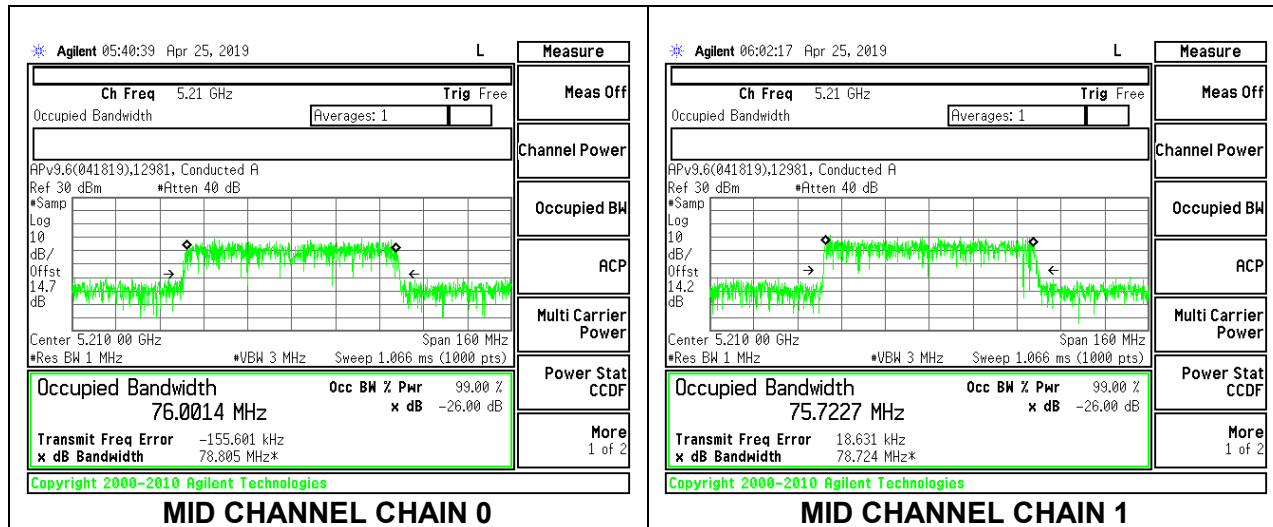 Agilent 05:40:39 Apr 25, 2019 L Measure
Ch Freq 5.21 GHz Trig Free
Occupied Bandwidth Averages: 1
APv9.6(041819),12981, Conducted A
Ref 30 dBm #Atten 40 dB
#Samp
Log
10
dB/
Offst
14.7
dB
Center 5.210 00 GHz Span 160 MHz
#Res BW 1 MHz #VBW 3 MHz Sweep 1.066 ms (1000 pts)
Occupied Bandwidth Occ BW % Pwr 99.00 %
76.0014 MHz x dB -26.00 dB
Transmit Freq Error -155.601 kHz
x dB Bandwidth 78.805 MHz*
Copyright 2000-2010 Agilent Technologies
Meas Off
Channel Power
Occupied BW
ACP
Multi Carrier
Power
Power Stat
CCDF
More
1 of 2
MID CHANNEL CHAIN 0
Agilent 06:02:17 Apr 25, 2019 L Measure
Ch Freq 5.21 GHz Trig Free
Occupied Bandwidth Averages: 1
APv9.6(041819),12981, Conducted A
Ref 30 dBm #Atten 40 dB
#Samp
Log
10
dB/
Offst
14.2
dB
Center 5.210 00 GHz Span 160 MHz
#Res BW 1 MHz #VBW 3 MHz Sweep 1.066 ms (1000 pts)
Occupied Bandwidth Occ BW % Pwr 99.00 %
75.7227 MHz x dB -26.00 dB
Transmit Freq Error 18.631 kHz
x dB Bandwidth 78.724 MHz*
Copyright 2000-2010 Agilent Technologies
Meas Off
Channel Power
Occupied BW
ACP
Multi Carrier
Power
Power Stat
CCDF
More
1 of 2
MID CHANNEL CHAIN 1